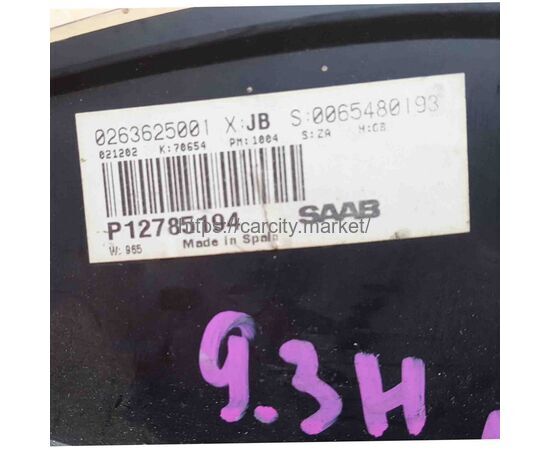 0263625001 X:JB S:0065480193
021202 K:70654 PM:1004 S:ZA H:GB
P12785194 SAAB
https://carcity.market/
W: 965 Made in Spain
9.3H